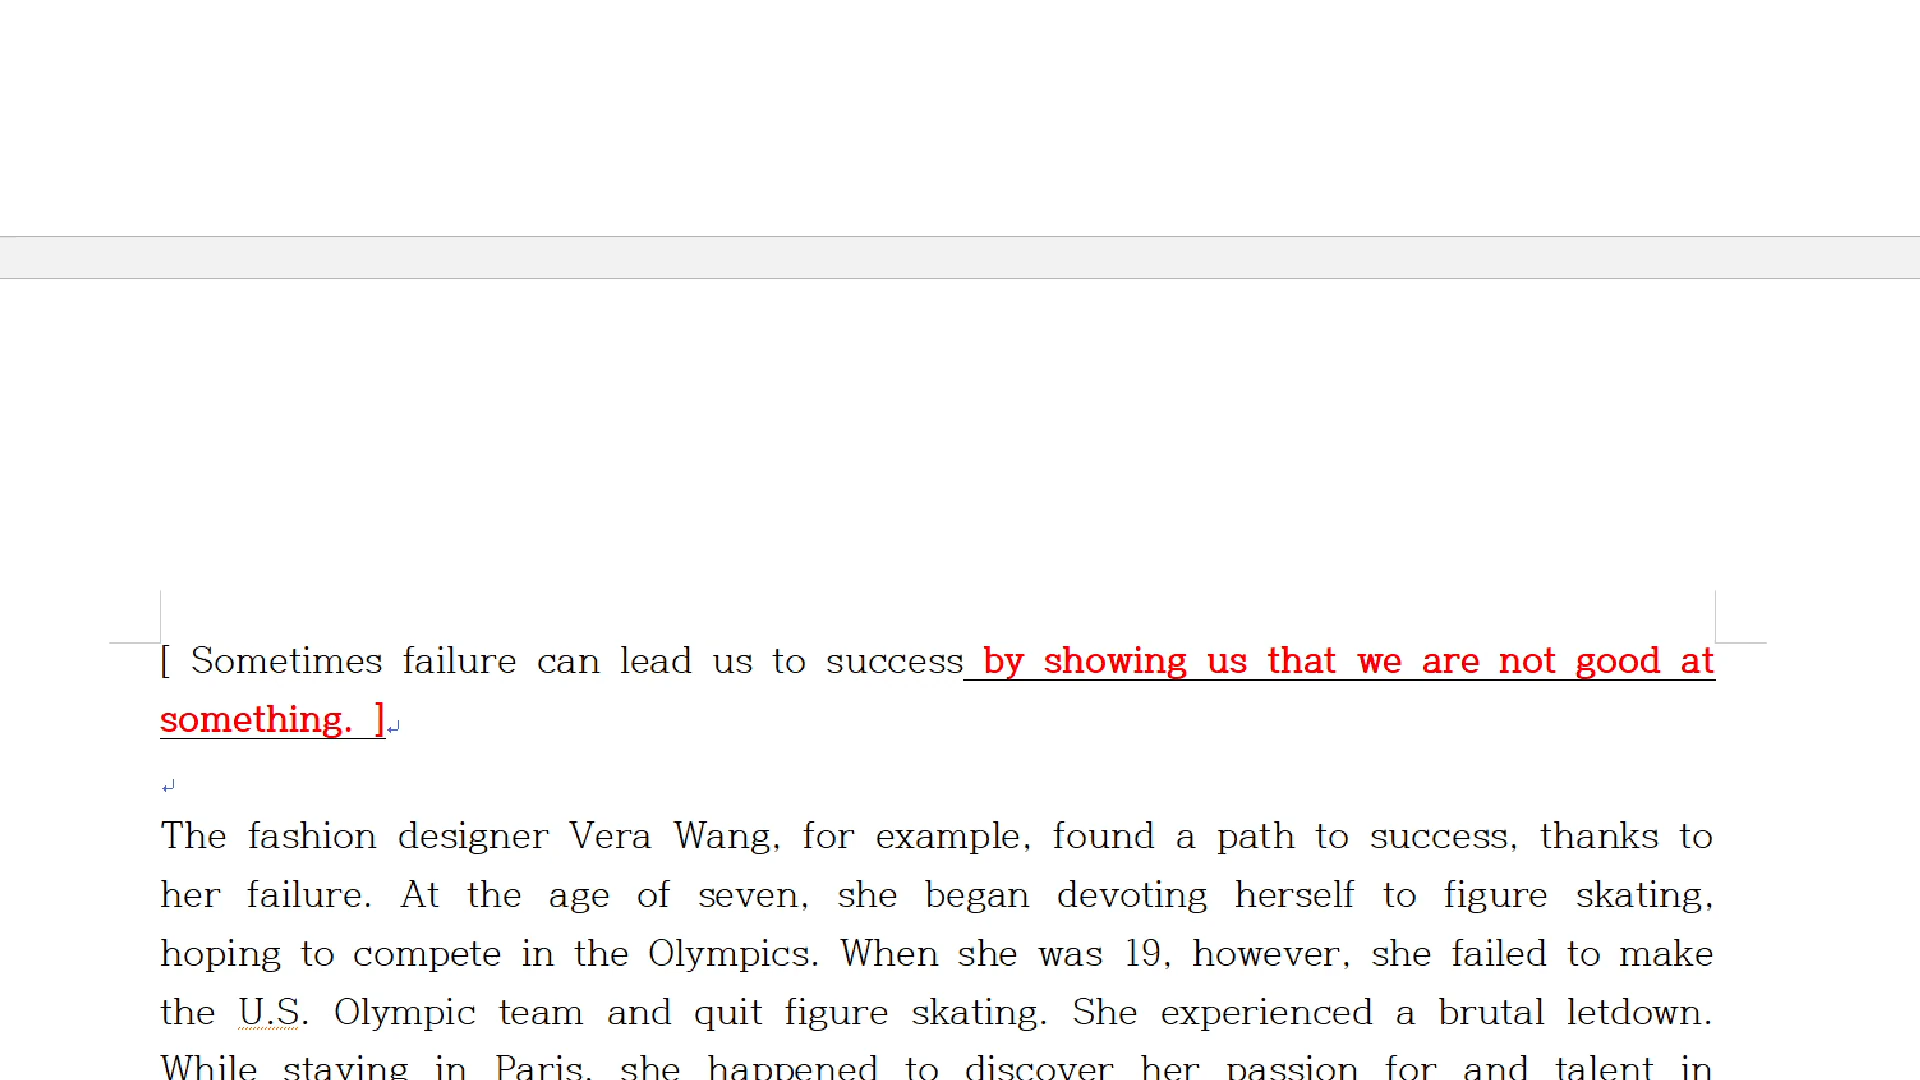 [ Sometimes failure can lead us to success by showing us that we are not good at
something. ]
The fashion designer Vera Wang, for example, found a path to success, thanks to
her failure. At the age of seven, she began devoting herself to figure skating,
hoping to compete in the Olympics. When she was 19, however, she failed to make
the U.S. Olympic team and quit figure skating. She experienced a brutal letdown.
While staying in Paris, she happened to discover her passion for and talent in